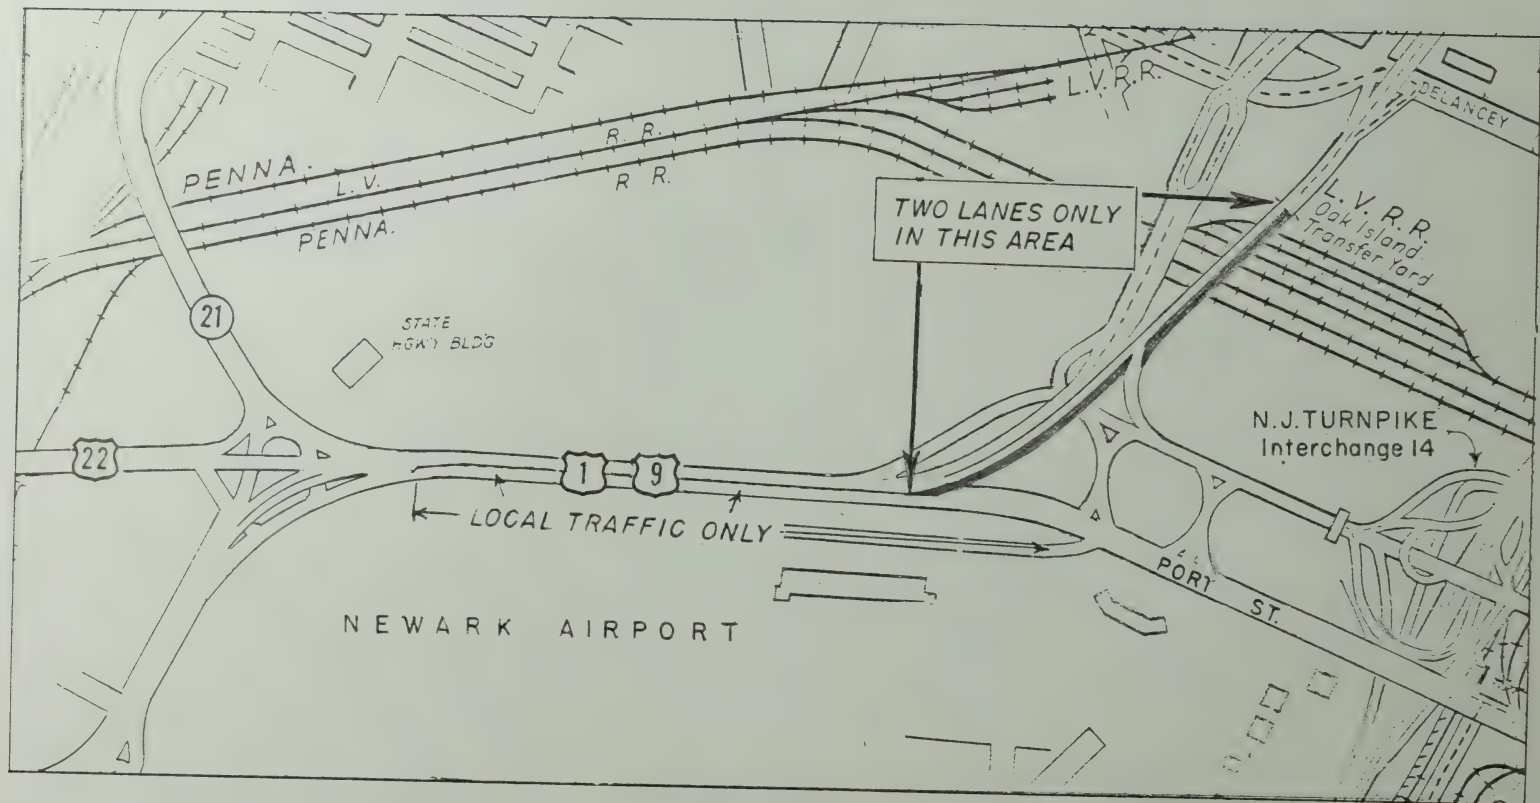 L.V. R.R.
DELANCEY
PENNA.
R. R.
L. V.
R R.
PENNA.
TWO LANES ONLY
IN THIS AREA
L. V. R. R.
Oak Island
Transfer Yard
21
STATE
HGWY BLDG
N.J. TURNPIKE
Interchange 14
22
1
9
LOCAL TRAFFIC ONLY
PORT ST.
NEWARK AIRPORT